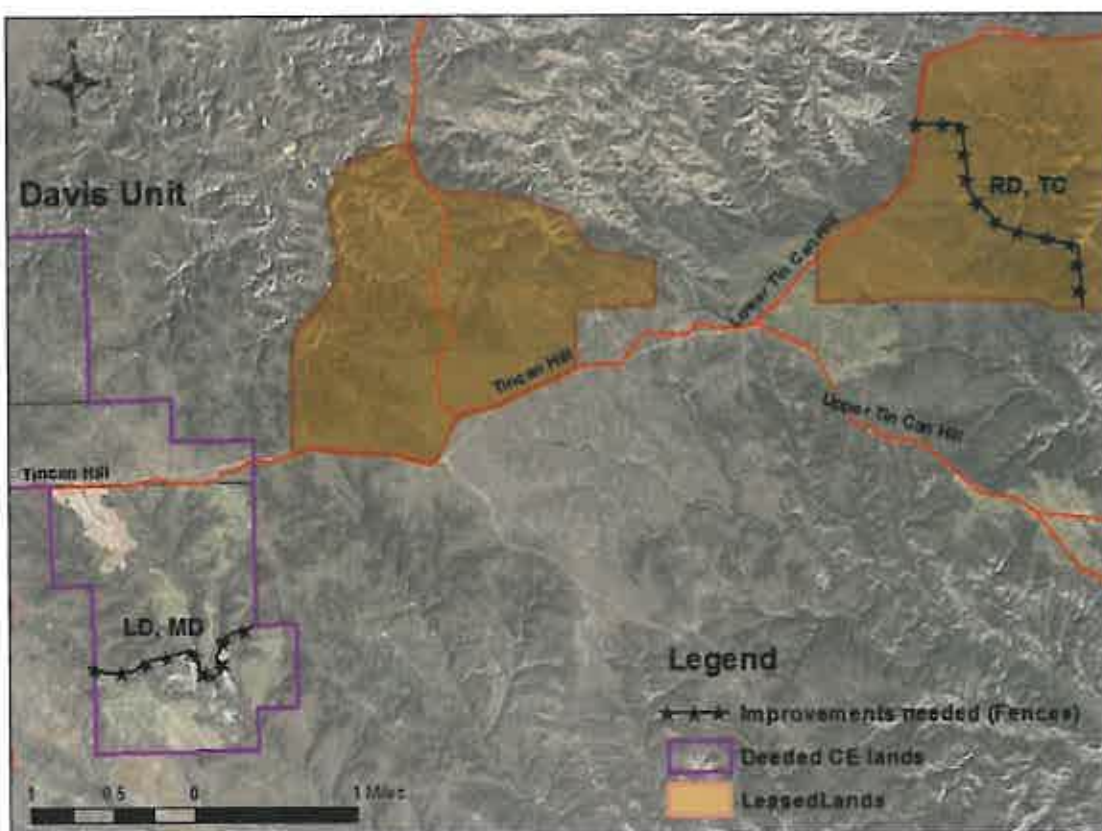 Davis Unit
RD, TC
Lower Tin Can Hill
Tincan Hill
Upper Tin Can Hill
Tincan Hill
LD, MD
Legend
Improvements needed (Fences)
Deeded CE lands
LeasedLands
1 0.5 0 1 Miles